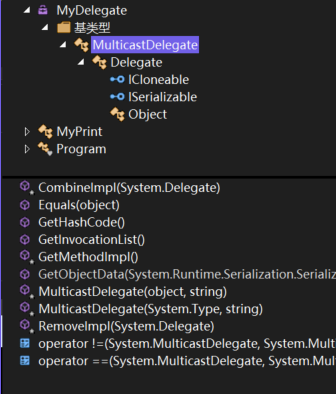 MyDelegate
基类型
MulticastDelegate
Delegate
ICloneable
ISerializable
Object
MyPrint
Program
CombineImpl(System.Delegate)
Equals(object)
GetHashCode()
GetInvocationList()
GetMethodImpl()
GetObjectData(System.Runtime.Serialization.Serializ
MulticastDelegate(object, string)
MulticastDelegate(System.Type, string)
RemoveImpl(System.Delegate)
operator !=(System.MulticastDelegate, System.Mult
operator ==(System.MulticastDelegate, System.Mul